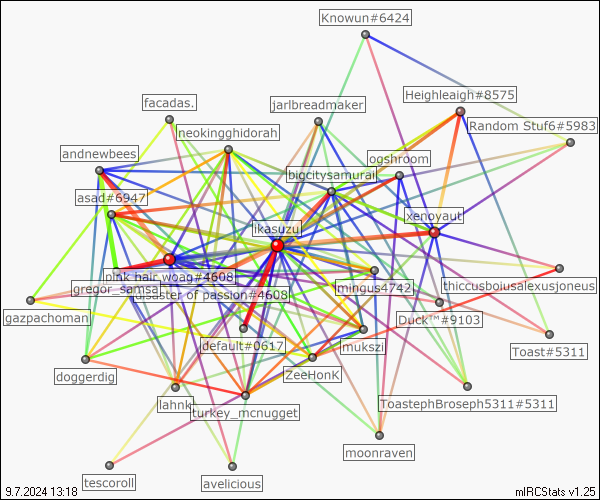 Knowun#6424
Heighleaigh#8575
facadas.
jarlbreadmaker
Random Stuf6#5983
neokingghidorah
andnewbees
ogshroom
bigcitysamurai
asad#6947
xenoyaut
ikasuzu
pink hair woag#4608
thiccusboiusalexusjoneus
gregor_samsa
disaster of passion#4608
mingus4742
gazpachoman
Duck™#9103
default#0617
mukszi
Toast#5311
doggerdig
ZeeHonK
lahnk
turkey_mcnugget
ToastephBroseph5311#5311
moonraven
tescoroll
avelicious
9.7.2024 13:18
mIRCStats v1.25